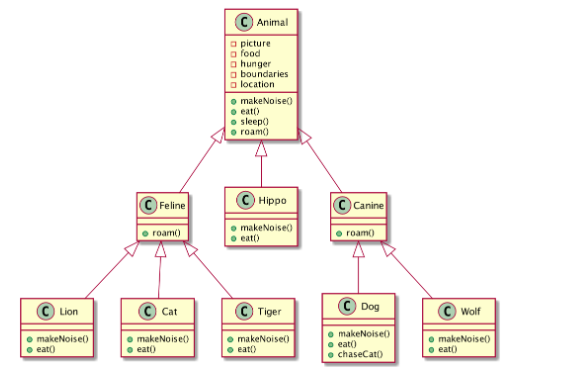 C Animal
picture
food
hunger
boundaries
location
makeNoise()
eat()
sleep()
roam()
C Feline
roam()
C Hippo
makeNoise()
eat()
C Canine
roam()
C Lion
makeNoise()
eat()
C Cat
makeNoise()
eat()
C Tiger
makeNoise()
eat()
C Dog
makeNoise()
eat()
chaseCat()
C Wolf
makeNoise()
eat()